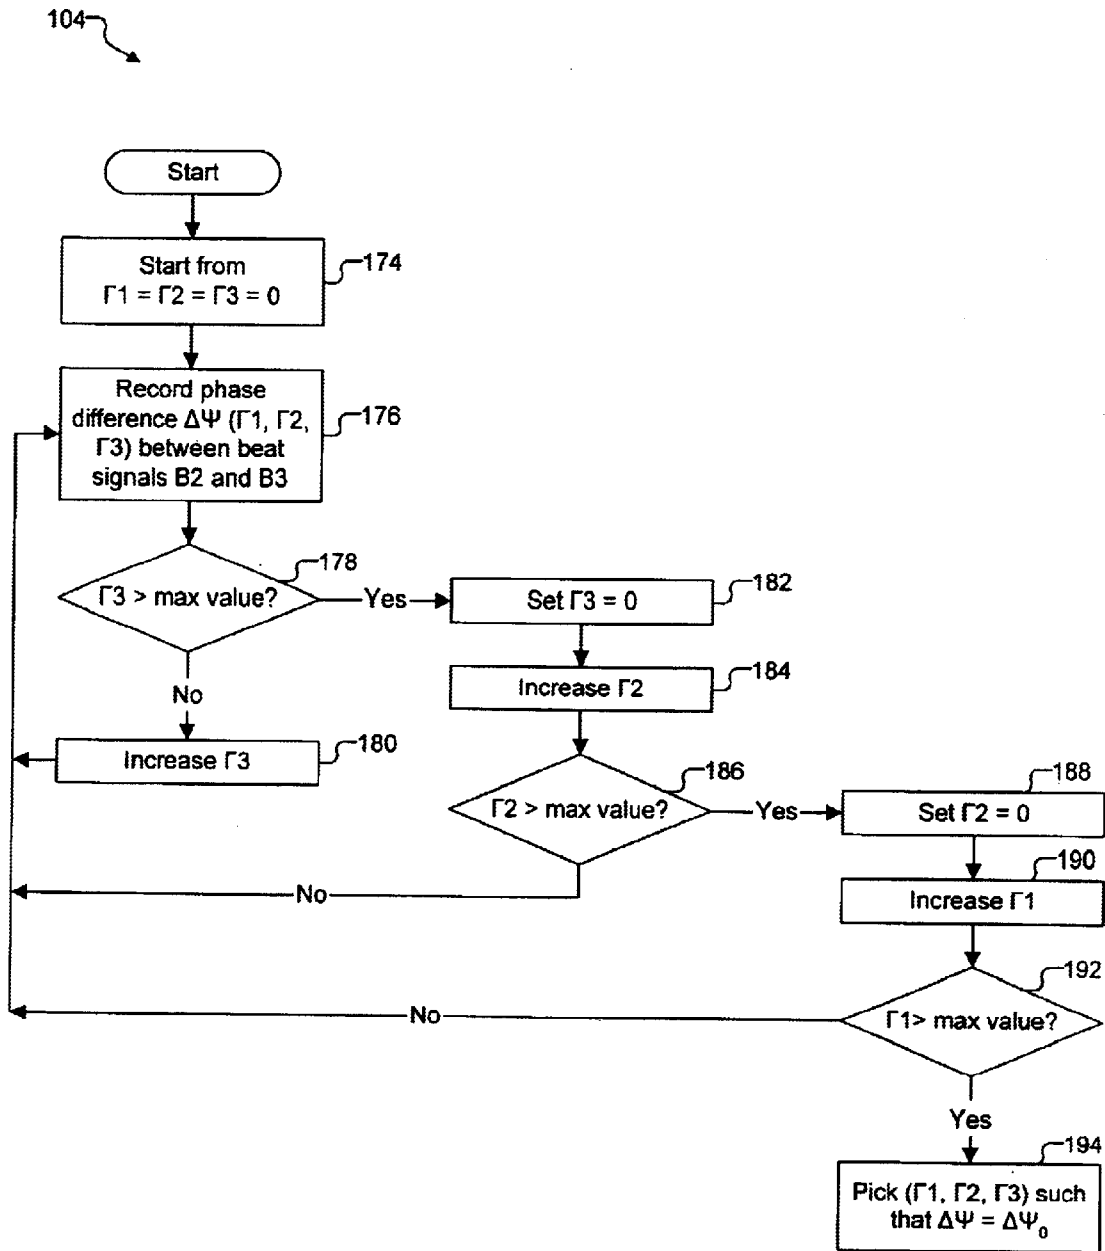 104
Start
Start from
Γ1 = Γ2 = Γ3 = 0
174
Record phase
difference ΔΨ (Γ1, Γ2,
Γ3) between beat
signals B2 and B3
176
Γ3 > max value?
178
Yes
No
Increase Γ3
180
Set Γ3 = 0
182
Increase Γ2
184
Γ2 > max value?
186
Yes
No
Set Γ2 = 0
188
Increase Γ1
190
Γ1> max value?
192
No
Yes
Pick (Γ1, Γ2, Γ3) such
that ΔΨ = ΔΨ₀
194